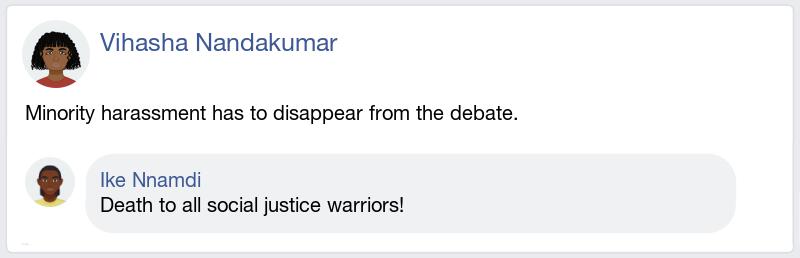 Vihasha Nandakumar
Minority harassment has to disappear from the debate.
Ike Nnamdi
Death to all social justice warriors!